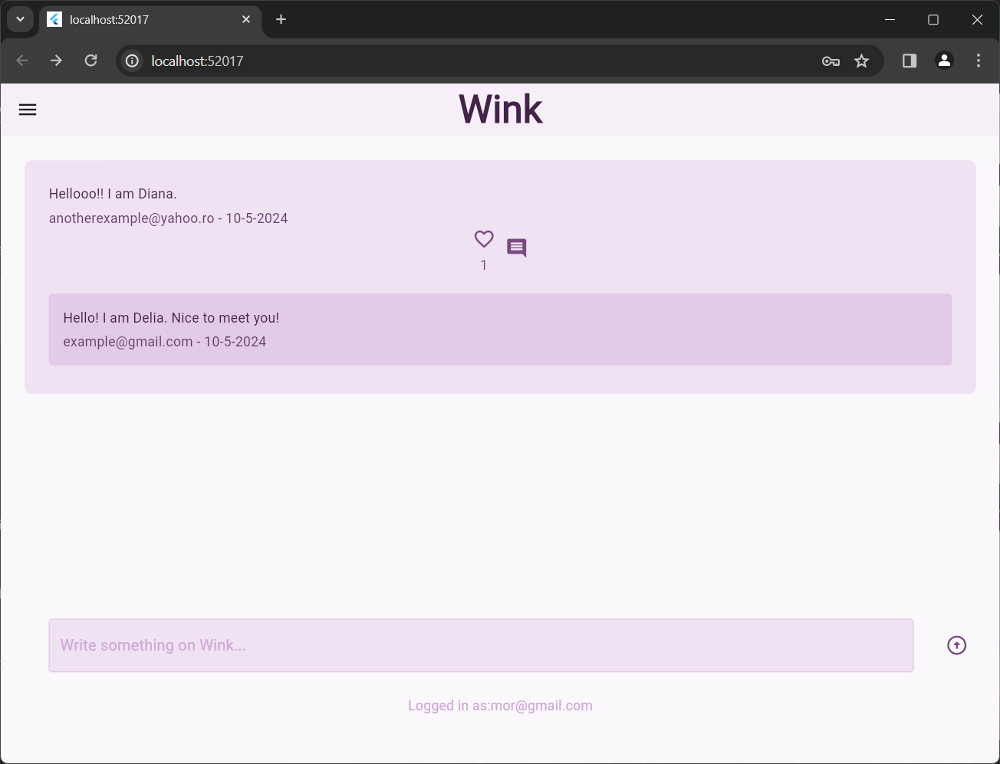 localhost:52017
localhost:52017
Wink
Hellooo!! I am Diana.
anotherexample@yahoo.ro - 10-5-2024
1
Hello! I am Delia. Nice to meet you!
example@gmail.com - 10-5-2024
Write something on Wink...
Logged in as:mor@gmail.com